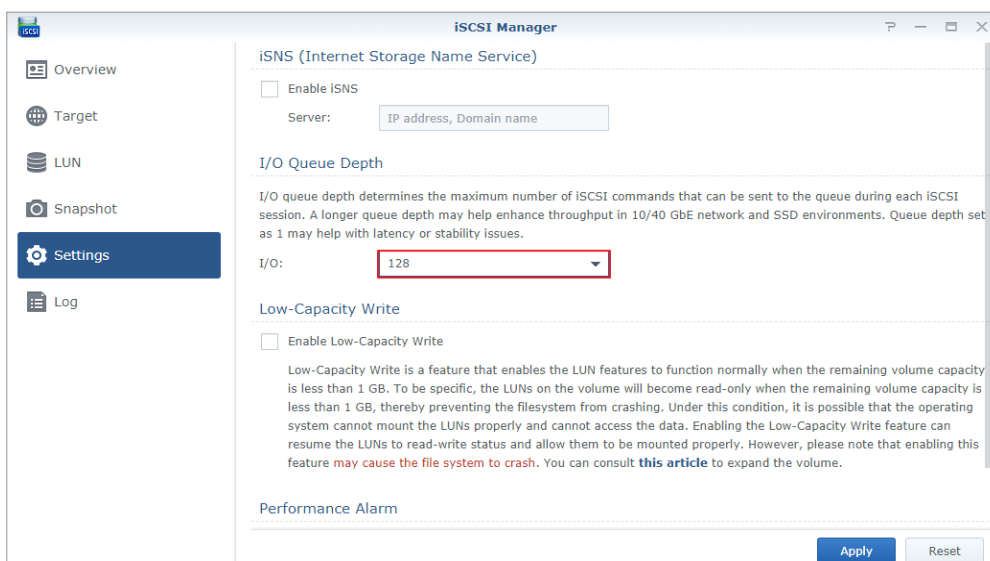 iSCSI
iSCSI Manager
Overview
Target
LUN
Snapshot
Settings
Log
iSNS (Internet Storage Name Service)
Enable iSNS
Server: IP address, Domain name
I/O Queue Depth
I/O queue depth determines the maximum number of iSCSI commands that can be sent to the queue during each iSCSI
session. A longer queue depth may help enhance throughput in 10/40 GbE network and SSD environments. Queue depth set
as 1 may help with latency or stability issues.
I/O: 128
Low-Capacity Write
Enable Low-Capacity Write
Low-Capacity Write is a feature that enables the LUN features to function normally when the remaining volume capacity
is less than 1 GB. To be specific, the LUNs on the volume will become read-only when the remaining volume capacity is
less than 1 GB, thereby preventing the filesystem from crashing. Under this condition, it is possible that the operating
system cannot mount the LUNs properly and cannot access the data. Enabling the Low-Capacity Write feature can
resume the LUNs to read-write status and allow them to be mounted properly. However, please note that enabling this
feature may cause the file system to crash. You can consult this article to expand the volume.
Performance Alarm
Apply Reset